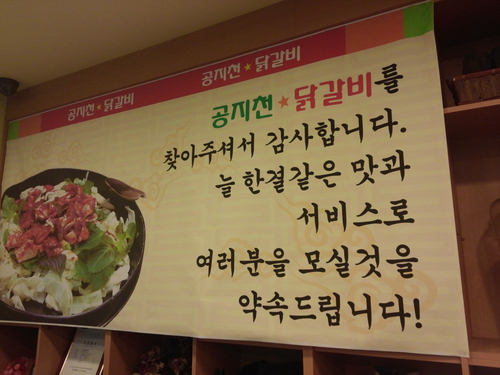 공지천★닭갈비 공지천★닭갈비
공지천★닭갈비를
찾아주셔서 감사합니다.
늘 한결같은 맛과
서비스로
여러분을 모실것을
약속드립니다!